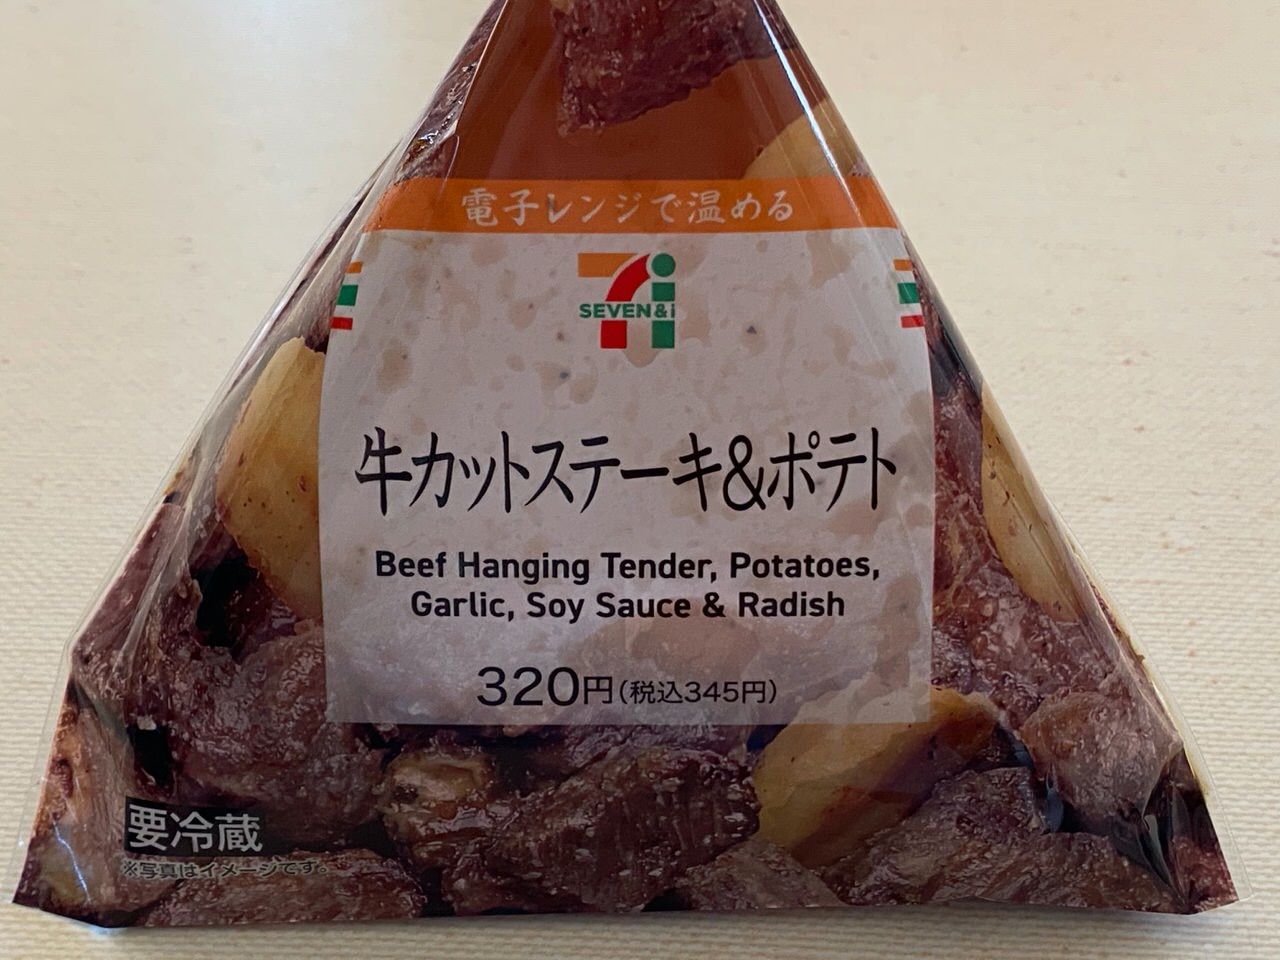 電子レンジで温める
SEVEN&i
牛カットステーキ&ポテト
Beef Hanging Tender, Potatoes,
Garlic, Soy Sauce & Radish
320円(税込345円)
要冷蔵
※写真はイメージです。